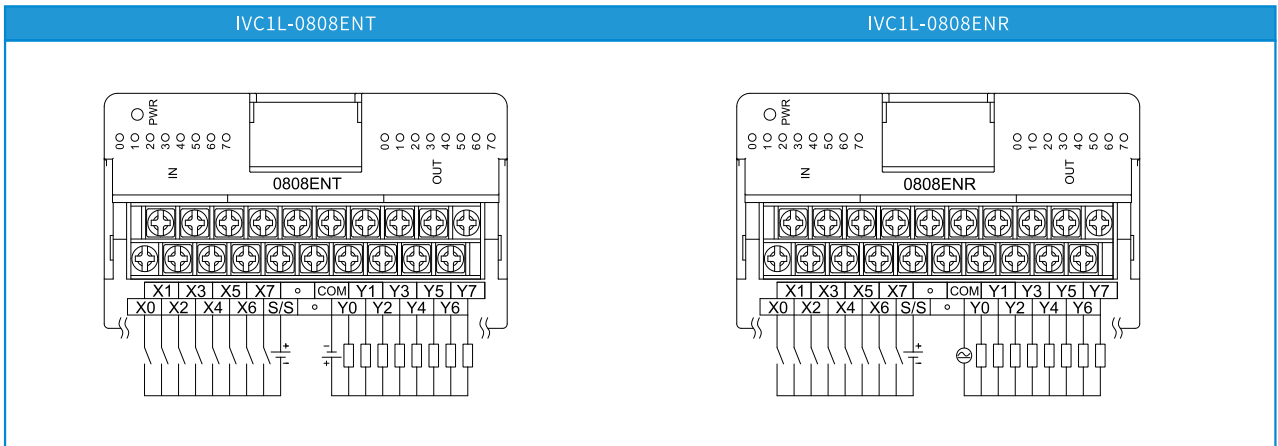 IVC1L-0808ENT IVC1L-0808ENR
PWR
0 1 2 3 4 5 6 7
IN
0 1 2 3 4 5 6 7
OUT
0808ENT
X1 X3 X5 X7 COM Y1 Y3 Y5 Y7
X0 X2 X4 X6 S/S Y0 Y2 Y4 Y6
+ - - +
PWR
0 1 2 3 4 5 6 7
IN
0 1 2 3 4 5 6 7
OUT
0808ENR
X1 X3 X5 X7 COM Y1 Y3 Y5 Y7
X0 X2 X4 X6 S/S Y0 Y2 Y4 Y6
+ -